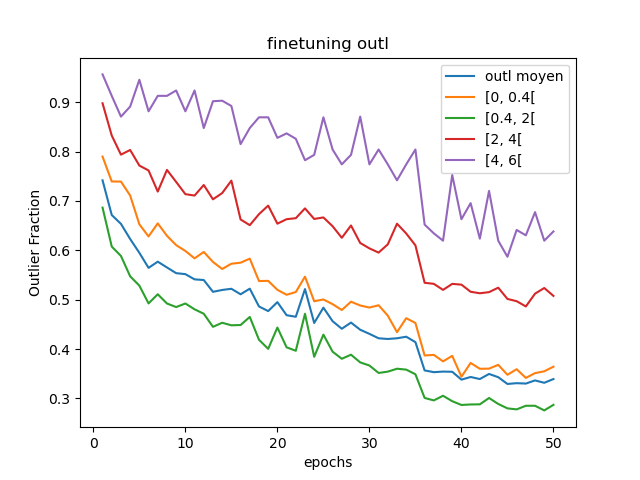 finetuning outl
outl moyen
[0, 0.4[
[0.4, 2[
[2, 4[
[4, 6[
Outlier Fraction
0.9
0.8
0.7
0.6
0.5
0.4
0.3
0 10 20 30 40 50
epochs